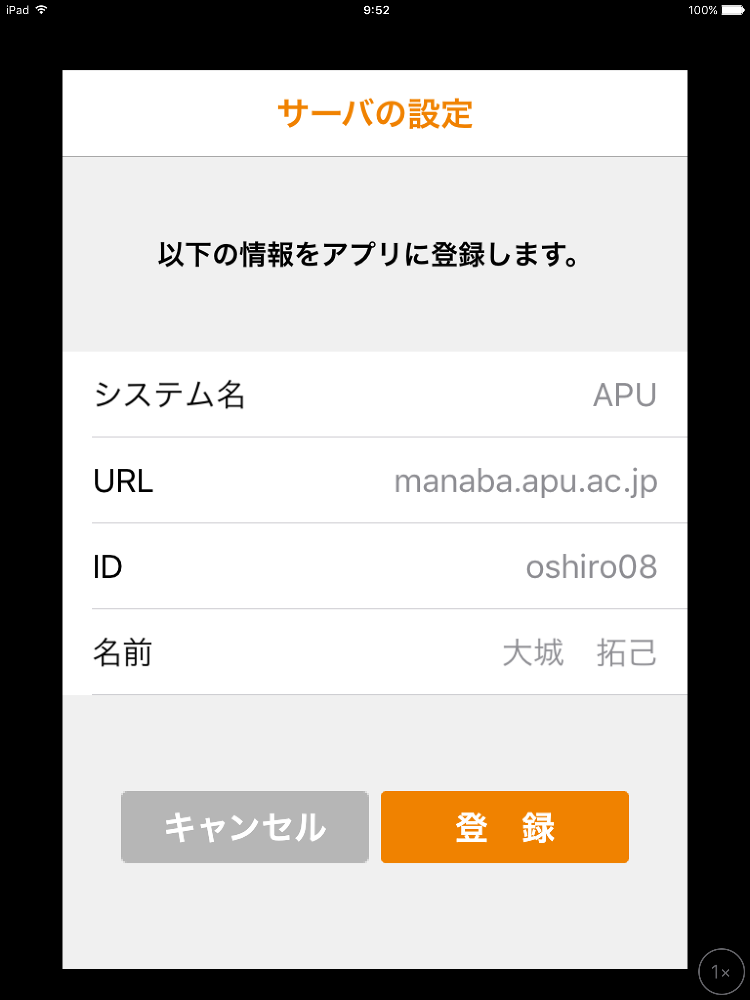 iPad 9:52 100%
サーバの設定
以下の情報をアプリに登録します。
システム名 APU
URL manaba.apu.ac.jp
ID oshiro08
名前 大城　拓己
キャンセル 登　録
1×